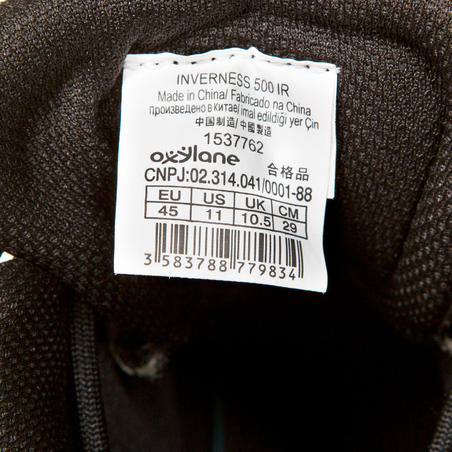 INVERNESS 500 IR
Made in China/ Fabricado na China
Произведено в Китае/ imal edildiği yer Çin
中国制造/ 中國製造
1537762
oxylane 合格品
CNPJ:02.314.041/0001-88
EU US UK CM
45 11 10.5 29
3 583788 779834